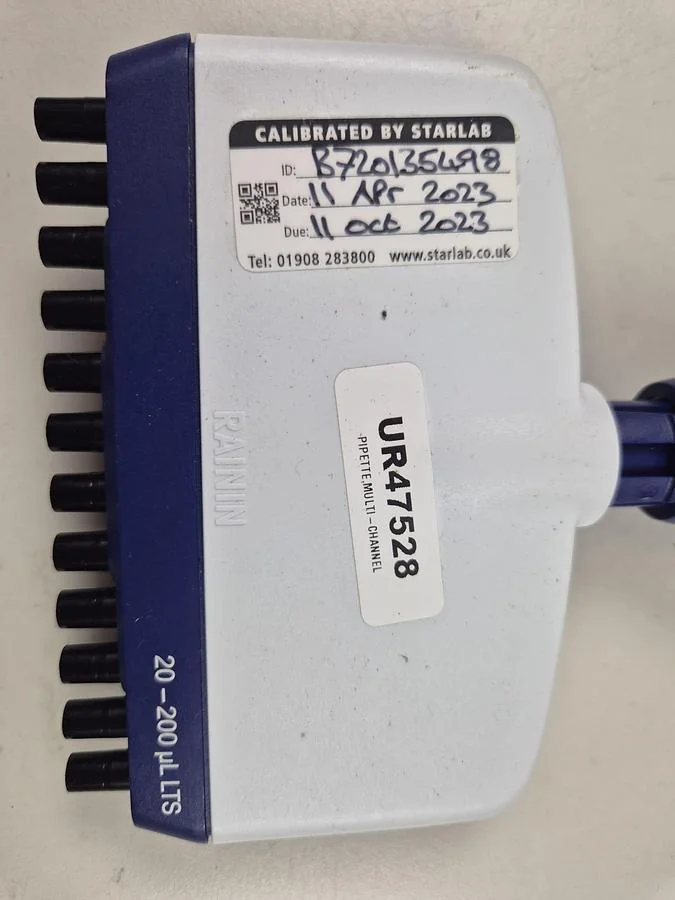 CALIBRATED BY STARLAB
ID: B720135498
Date: 11 Apr 2023
Due: 11 Oct 2023
Tel: 01908 283800 www.starlab.co.uk
UR47528
PIPETTE,MULTI-CHANNEL
RAININ
20–200 µL LTS